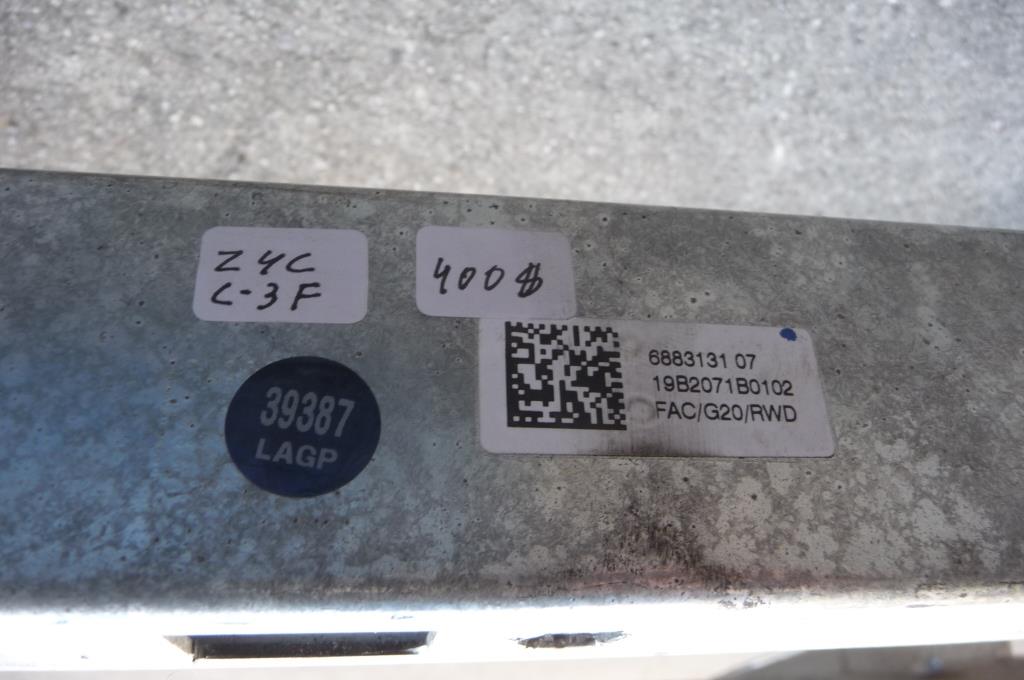 Z4C
C-3F
400$
6883131 07
19B2071B0102
FAC/G20/RWD
39387
LAGP